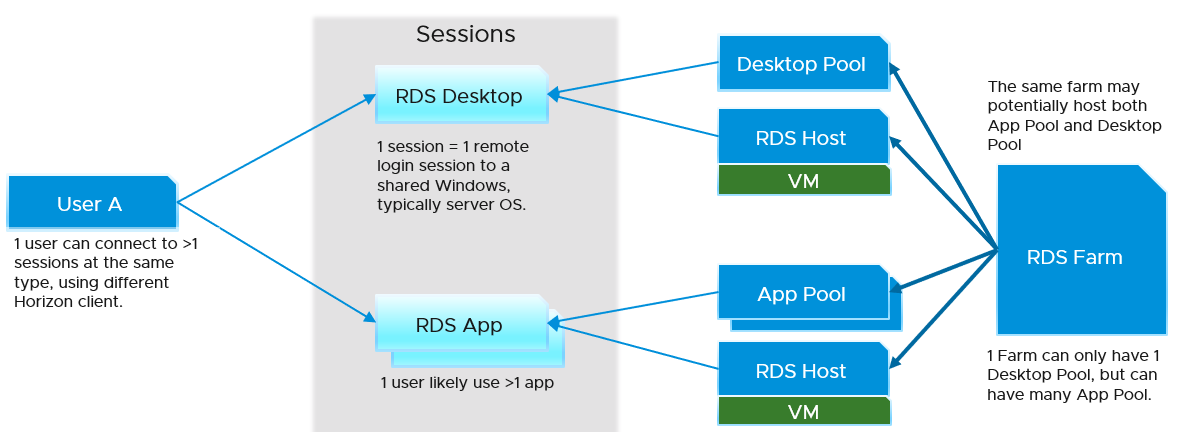 Sessions
User A
1 user can connect to >1
sessions at the same
type, using different
Horizon client.
RDS Desktop
1 session = 1 remote
login session to a
shared Windows,
typically server OS.
RDS App
1 user likely use >1 app
Desktop Pool
RDS Host
VM
App Pool
RDS Host
VM
The same farm may
potentially host both
App Pool and Desktop
Pool
RDS Farm
1 Farm can only have 1
Desktop Pool, but can
have many App Pool.